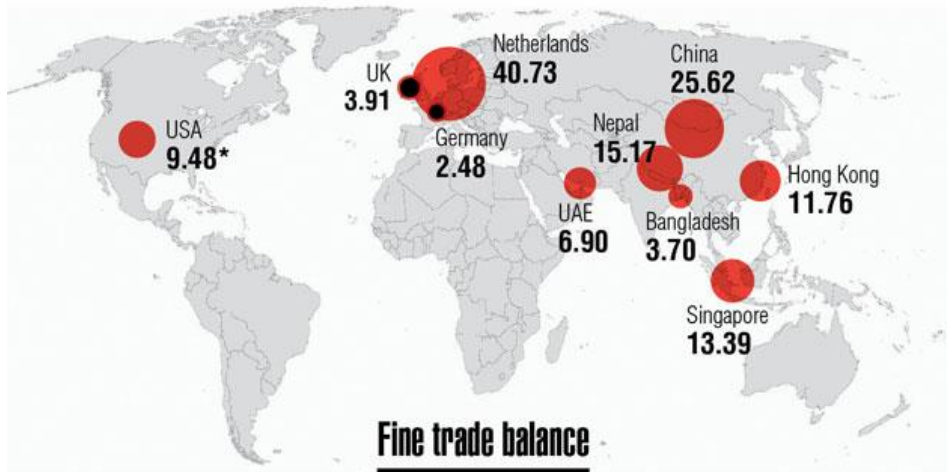 Netherlands
40.73
China
25.62
UK
3.91
USA
9.48*
Germany
2.48
Nepal
15.17
Hong Kong
11.76
UAE
6.90
Bangladesh
3.70
Singapore
13.39
Fine trade balance